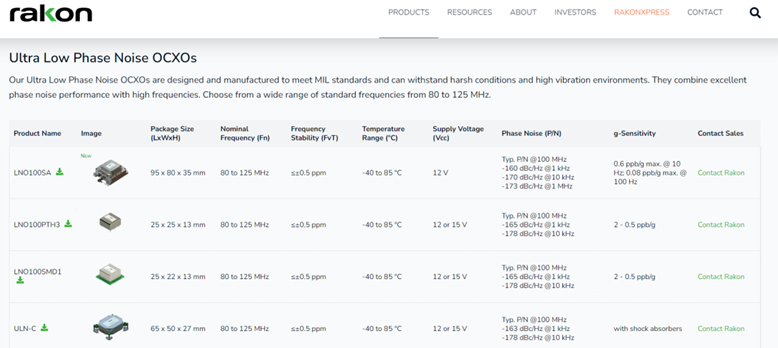 rakon
PRODUCTS RESOURCES ABOUT INVESTORS RAKONXPRESS CONTACT
Ultra Low Phase Noise OCXOs
Our Ultra Low Phase Noise OCXOs are designed and manufactured to meet MIL standards and can withstand harsh conditions and high vibration environments. They combine excellent
phase noise performance with high frequencies. Choose from a wide range of standard frequencies from 80 to 125 MHz.
Product Name
Image
Package Size
(LxWxH)
Nominal
Frequency (Fn)
Frequency
Stability (FvT)
Temperature
Range (°C)
Supply Voltage
(Vcc)
Phase Noise (P/N)
g-Sensitivity
Contact Sales
LNO100SA
New
95 x 80 x 35 mm
80 to 125 MHz
≤±0.5 ppm
-40 to 85 °C
12 V
Typ. P/N @100 MHz
-160 dBc/Hz @1 kHz
-170 dBc/Hz @10 kHz
-173 dBc/Hz @1 MHz
0.6 ppb/g max. @ 10
Hz; 0.08 ppb/g max. @
100 Hz
Contact Rakon
LNO100PTH3
25 x 25 x 13 mm
80 to 125 MHz
≤±0.5 ppm
-40 to 85 °C
12 or 15 V
Typ. P/N @100 MHz
-165 dBc/Hz @1 kHz
-178 dBc/Hz @10 kHz
2 - 0.5 ppb/g
Contact Rakon
LNO100SMD1
25 x 22 x 13 mm
80 to 125 MHz
≤±0.5 ppm
-40 to 85 °C
12 or 15 V
Typ. P/N @100 MHz
-165 dBc/Hz @1 kHz
-178 dBc/Hz @10 kHz
2 - 0.5 ppb/g
Contact Rakon
ULN-C
65 x 50 x 27 mm
80 to 125 MHz
≤±0.5 ppm
-40 to 85 °C
12 or 15 V
Typ. P/N @100 MHz
-163 dBc/Hz @1 kHz
-178 dBc/Hz @10 kHz
with shock absorbers
Contact Rakon